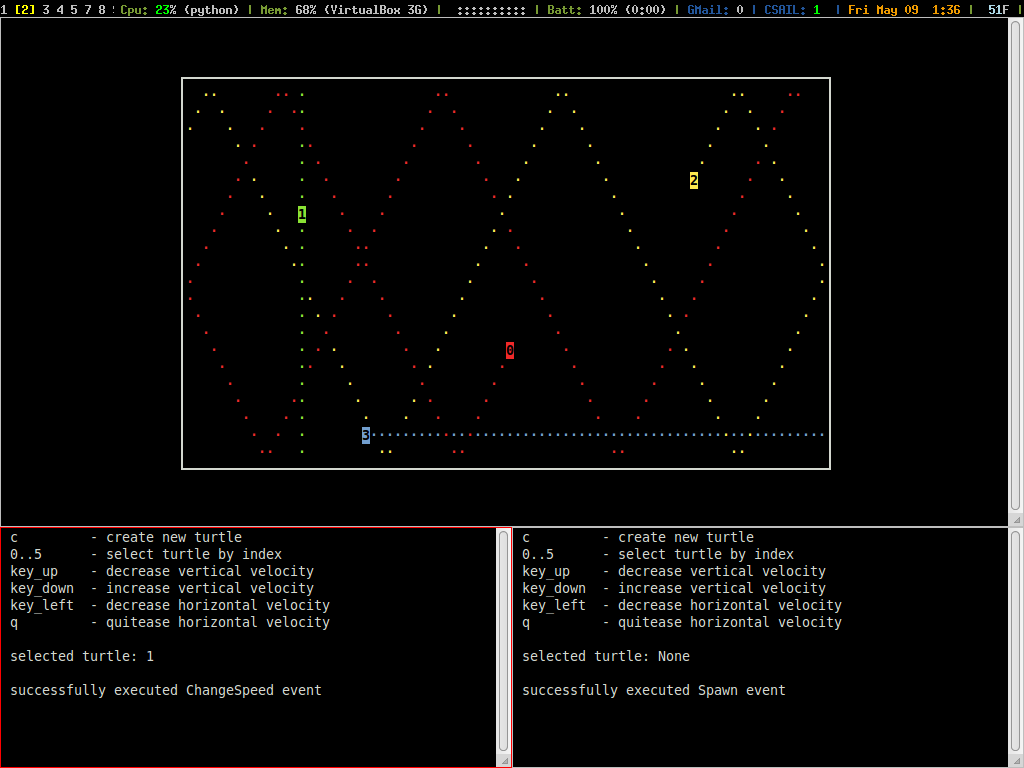 1 [2] 3 4 5 7 8 Cpu: 23% (python) | Mem: 68% (VirtualBox 3G) | :::::::::: | Batt: 100% (0:00) | GMail: 0 | CSAIL: 1 | Fri May 09 1:36 | 51F |
1
2
0
3
c - create new turtle
0..5 - select turtle by index
key_up - decrease vertical velocity
key_down - increase vertical velocity
key_left - decrease horizontal velocity
q - quitease horizontal velocity
selected turtle: 1
successfully executed ChangeSpeed event
c - create new turtle
0..5 - select turtle by index
key_up - decrease vertical velocity
key_down - increase vertical velocity
key_left - decrease horizontal velocity
q - quitease horizontal velocity
selected turtle: None
successfully executed Spawn event